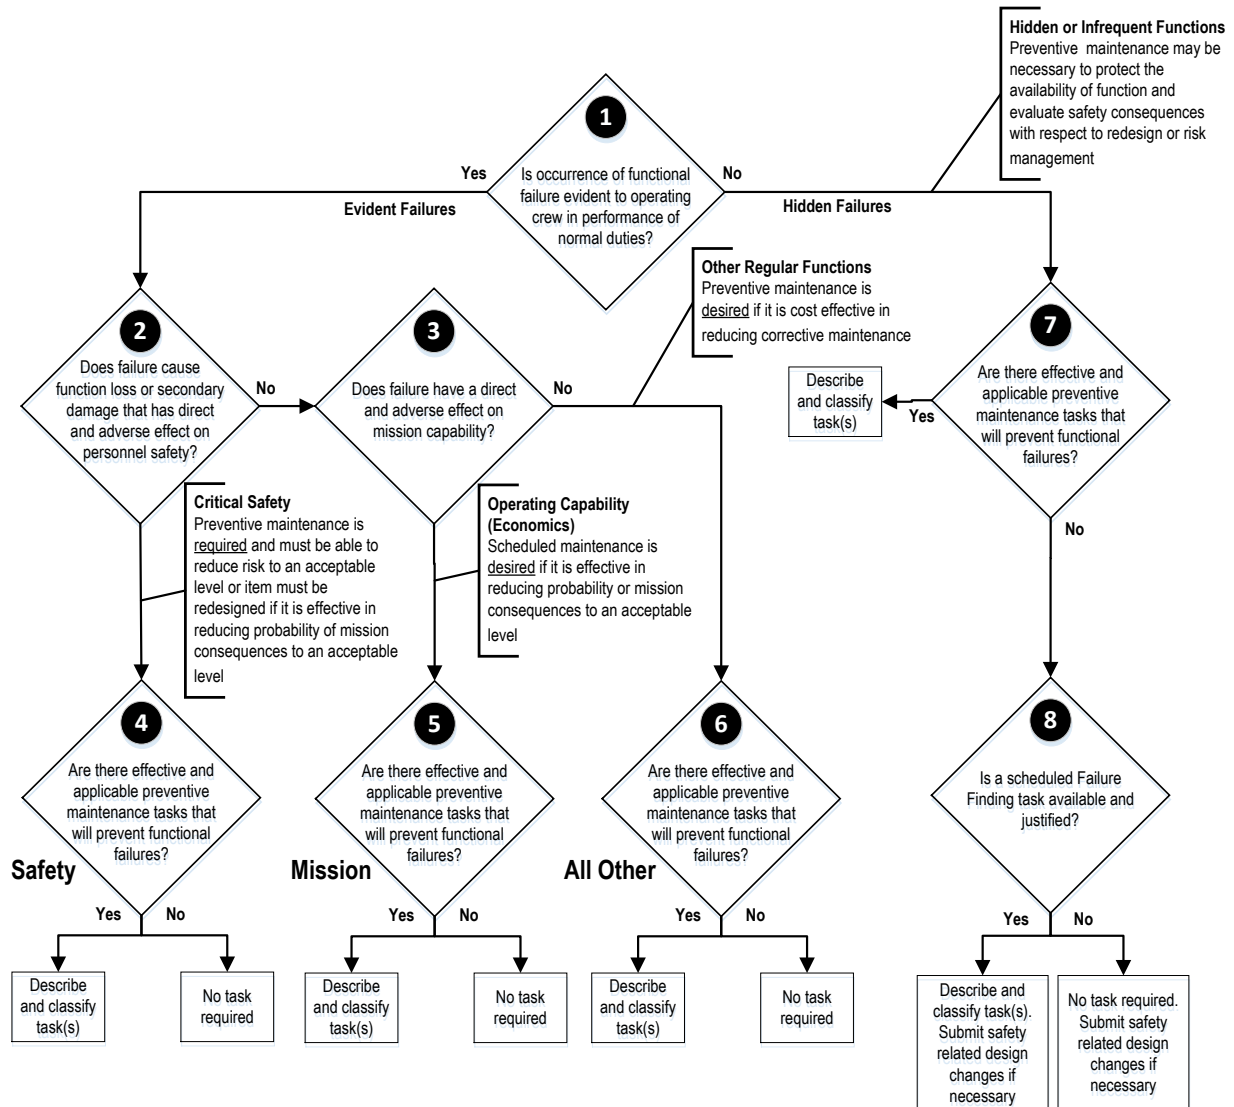 Hidden or Infrequent Functions
Preventive maintenance may be
necessary to protect the
availability of function and
evaluate safety consequences
with respect to redesign or risk
management
1
Is occurrence of functional
failure evident to operating
crew in performance of
normal duties?
Yes
No
Evident Failures
Hidden Failures
Other Regular Functions
Preventive maintenance is
desired if it is cost effective in
reducing corrective maintenance
2
Does failure cause
function loss or secondary
damage that has direct
and adverse effect on
personnel safety?
No
3
Does failure have a direct
and adverse effect on
mission capability?
No
Describe
and classify
task(s)
Yes
7
Are there effective and
applicable preventive
maintenance tasks that
will prevent functional
failures?
No
Critical Safety
Preventive maintenance is
required and must be able to
reduce risk to an acceptable
level or item must be
redesigned if it is effective in
reducing probability of mission
consequences to an acceptable
level
Operating Capability
(Economics)
Scheduled maintenance is
desired if it is effective in
reducing probability or mission
consequences to an acceptable
level
4
Are there effective and
applicable preventive
maintenance tasks that
will prevent functional
failures?
Safety
Yes
No
Describe
and classify
task(s)
No task
required
5
Are there effective and
applicable preventive
maintenance tasks that
will prevent functional
failures?
Mission
Yes
No
Describe
and classify
task(s)
No task
required
6
Are there effective and
applicable preventive
maintenance tasks that
will prevent functional
failures?
All Other
Yes
No
Describe
and classify
task(s)
No task
required
8
Is a scheduled Failure
Finding task available and
justified?
Yes
No
Describe and
classify task(s).
Submit safety
related design
changes if
necessary
No task required.
Submit safety
related design
changes if
necessary